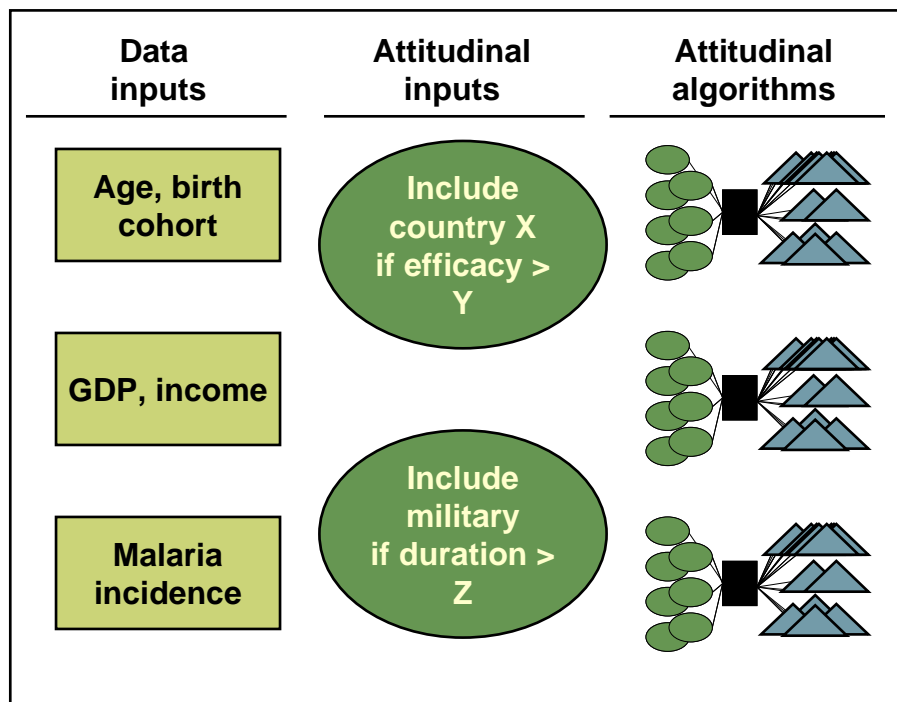 Data
inputs
Attitudinal
inputs
Attitudinal
algorithms
Age, birth
cohort
GDP, income
Malaria
incidence
Include
country X
if efficacy >
Y
Include
military
if duration >
Z